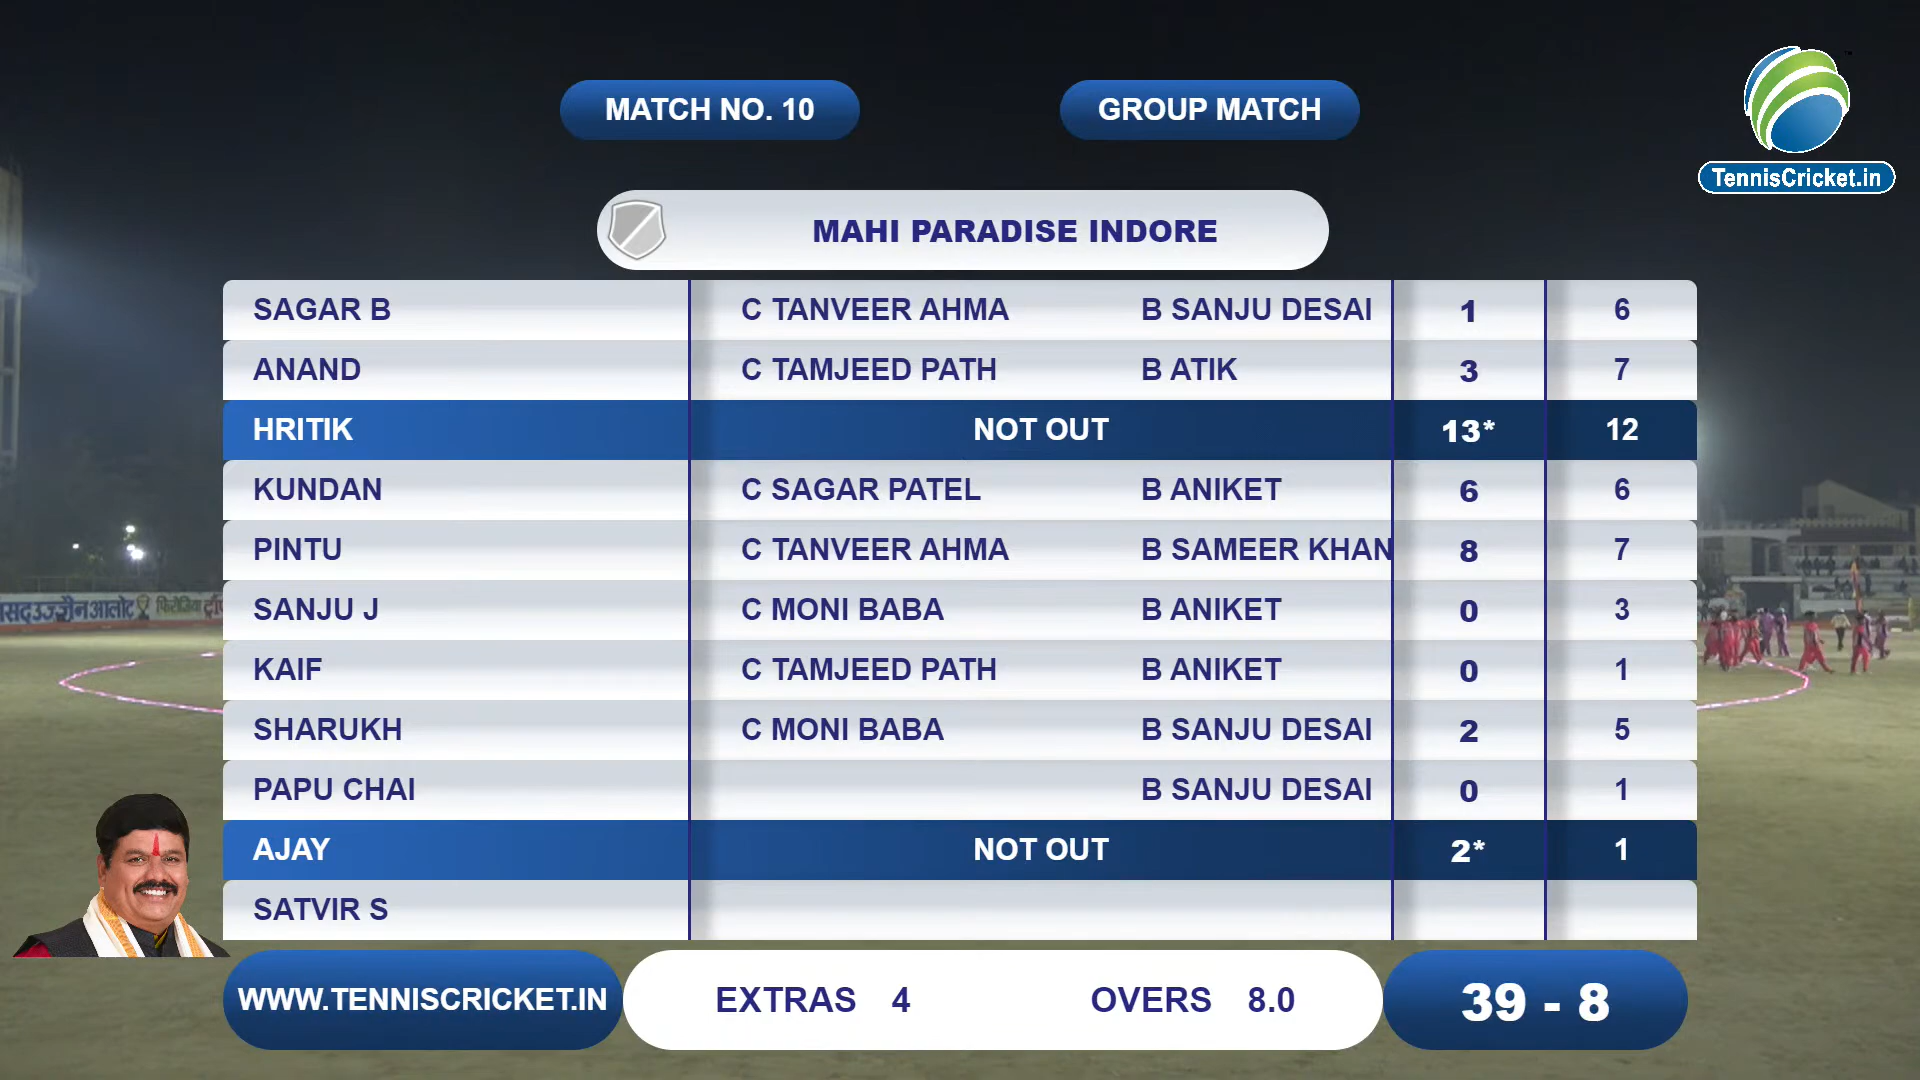 MATCH NO. 10
GROUP MATCH
TennisCricket.in
MAHI PARADISE INDORE
SAGAR B C TANVEER AHMA B SANJU DESAI 1 6
ANAND C TAMJEED PATH B ATIK 3 7
HRITIK NOT OUT 13* 12
KUNDAN C SAGAR PATEL B ANIKET 6 6
PINTU C TANVEER AHMA B SAMEER KHAN 8 7
SANJU J C MONI BABA B ANIKET 0 3
KAIF C TAMJEED PATH B ANIKET 0 1
SHARUKH C MONI BABA B SANJU DESAI 2 5
PAPU CHAI B SANJU DESAI 0 1
AJAY NOT OUT 2* 1
SATVIR S
WWW.TENNISCRICKET.IN EXTRAS 4 OVERS 8.0 39 - 8